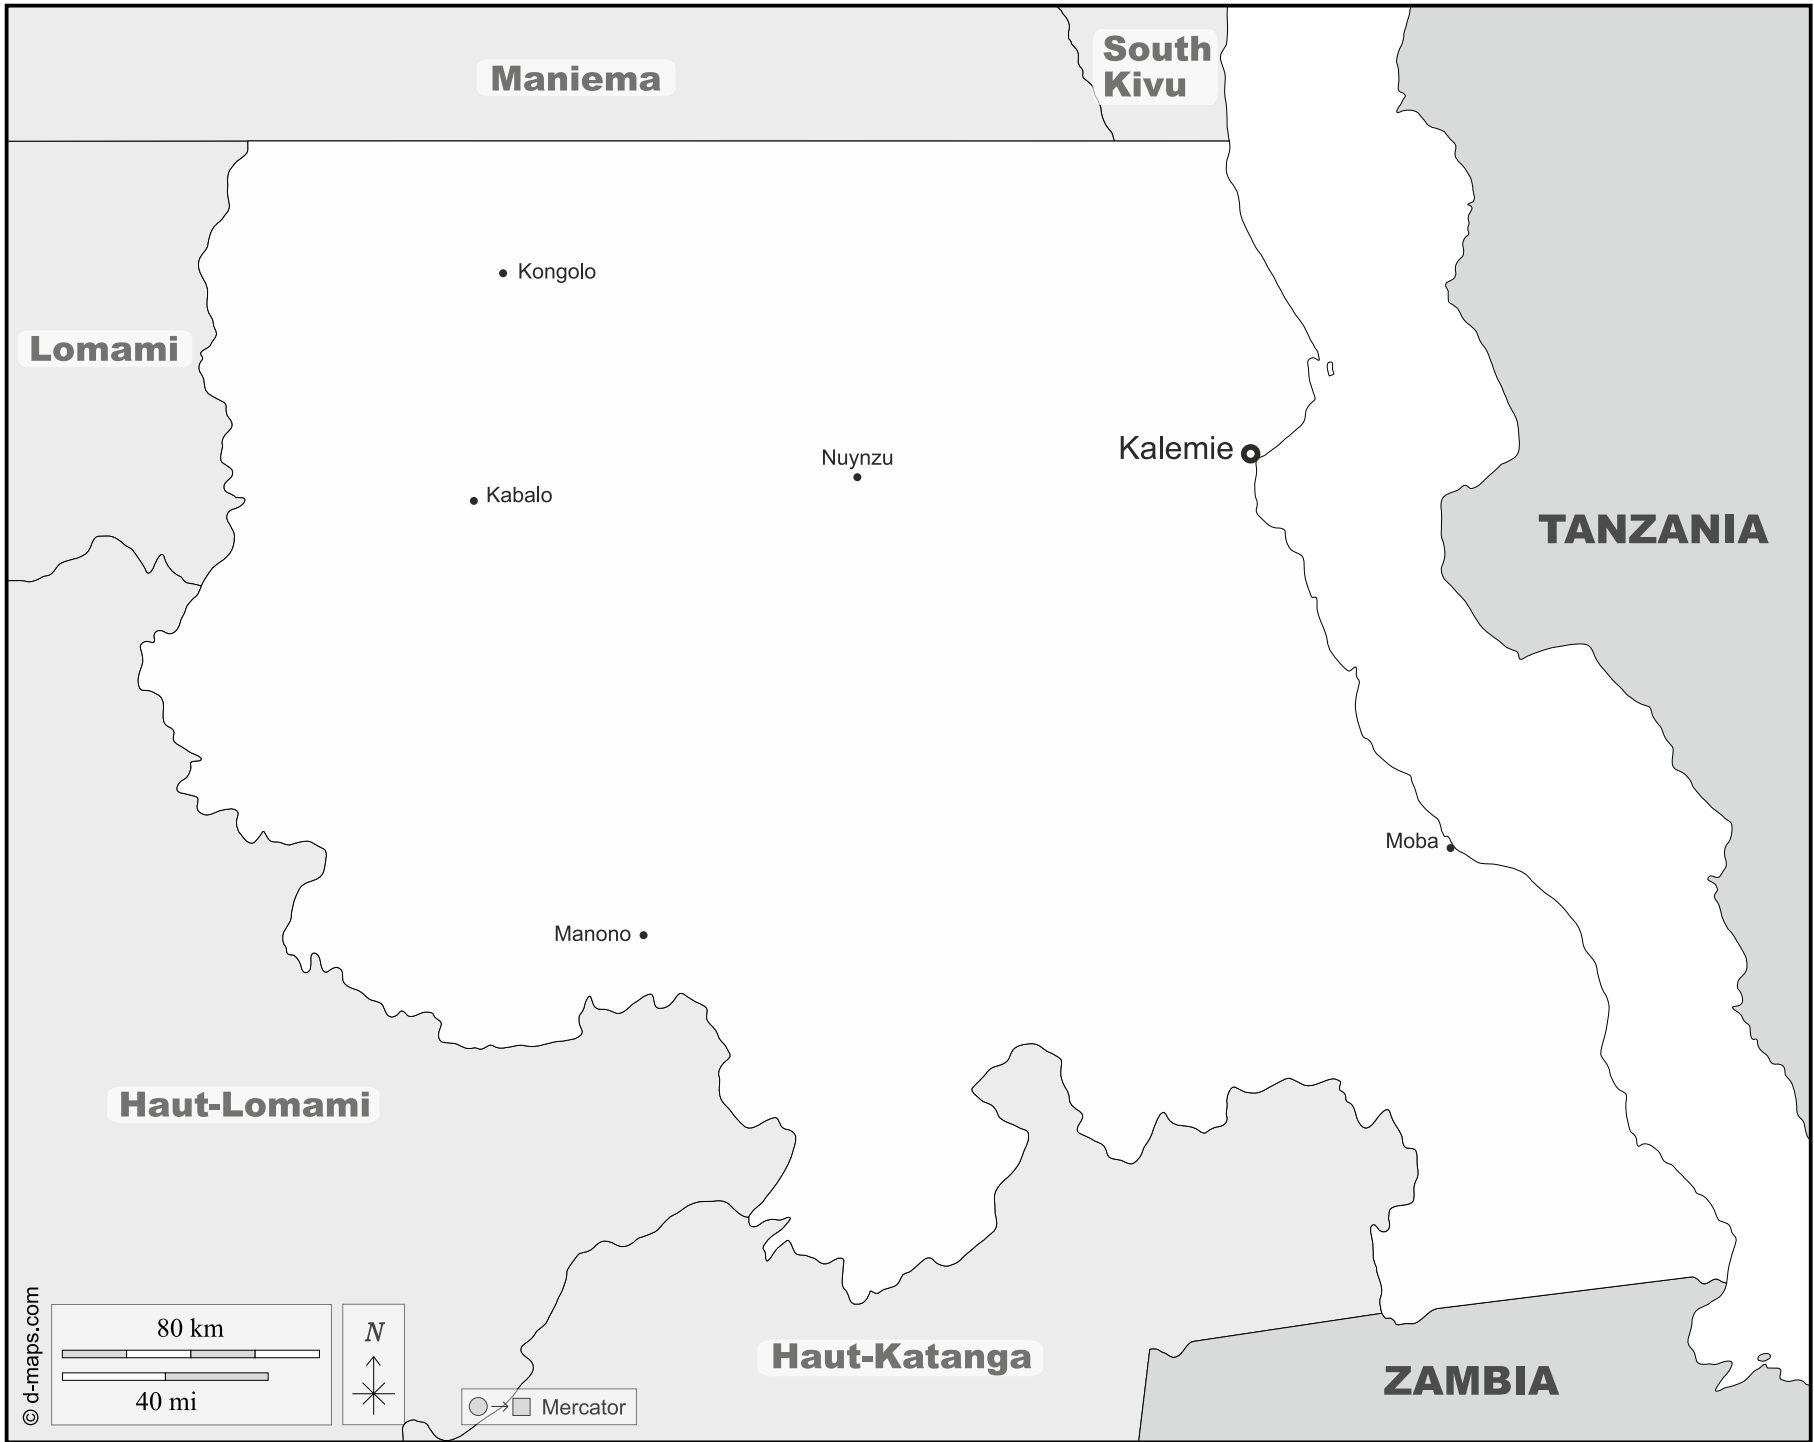 Maniema
South
Kivu
Kongolo
Lomami
Kalemie
Nuynzu
Kabalo
TANZANIA
Moba
Manono
Haut-Lomami
Haut-Katanga
ZAMBIA
© d-maps.com
80 km
40 mi
N
Mercator